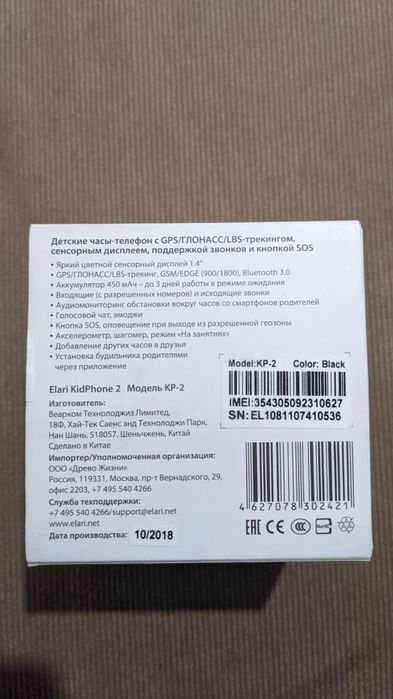 Детские часы-телефон с GPS/ГЛОНАСС/LBS-трекингом,
сенсорным дисплеем, поддержкой звонков и кнопкой SOS
• Яркий цветной сенсорный дисплей 1.4"
• GPS/ГЛОНАСС/LBS-трекинг, GSM/EDGE (900/1800), Bluetooth 3.0
• Аккумулятор 450 мАч – до 3 дней работы в режиме ожидания
• Входящие (с разрешенных номеров) и исходящие звонки
• Аудиомониторинг обстановки вокруг часов со смартфонов родителей
• Голосовой чат, эмоджи
• Кнопка SOS, оповещение при выходе из разрешенной геозоны
• Акселерометр, шагомер, режим «На занятиях»
• Добавление других часов в друзья
• Установка будильника родителями
через приложение
Model:KP-2 Color: Black
IMEI:354305092310627
SN:EL1081107410536
Elari KidPhone 2 Модель KP-2
Изготовитель:
Веарком Технолоджиз Лимитед,
18Ф, Хай-Тек Саенс энд Технолоджи Парк,
Нан Шань, 518057, Шеньчжень, Китай
Сделано в Китае
Импортер/Уполномоченная организация:
ООО «Древо Жизни»
Россия, 119331, Москва, пр-т Вернадского, 29,
офис 2203, +7 495 540 4266
Служба техподдержки:
+7 495 540 4266/support@elari.net
www.elari.net
Дата производства: 10/2018
4 627078 302421
EAC CE CCC RoHS